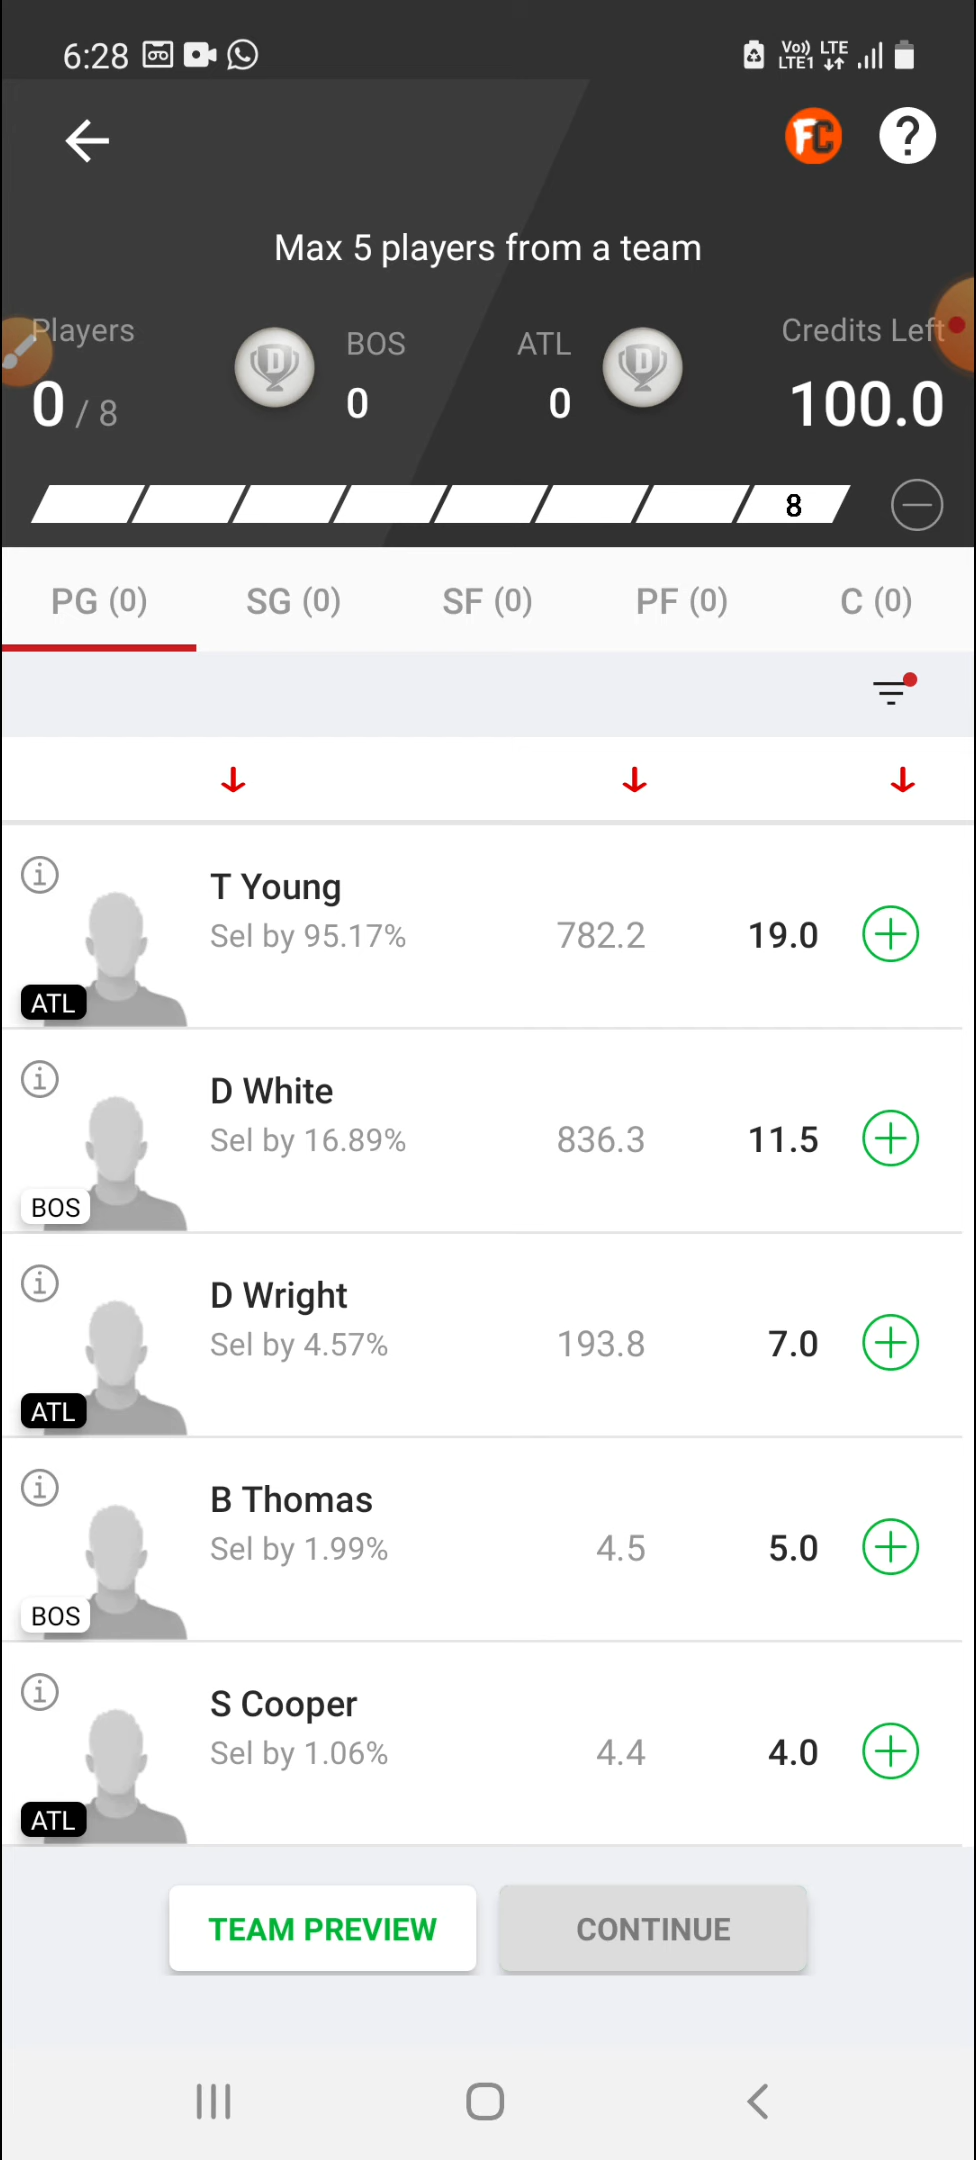 6:28 Vo)) LTE
LTE1
FC ?
Max 5 players from a team
Players BOS ATL Credits Left
0 / 8 D 0 0 D 100.0
8
PG (0) SG (0) SF (0) PF (0) C (0)
T Young
Sel by 95.17% 782.2 19.0
ATL
D White
Sel by 16.89% 836.3 11.5
BOS
D Wright
Sel by 4.57% 193.8 7.0
ATL
B Thomas
Sel by 1.99% 4.5 5.0
BOS
S Cooper
Sel by 1.06% 4.4 4.0
ATL
TEAM PREVIEW CONTINUE